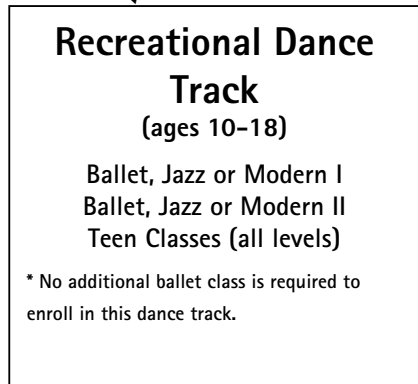 Recreational Dance
Track
(ages 10-18)
Ballet, Jazz or Modern I
Ballet, Jazz or Modern II
Teen Classes (all levels)
* No additional ballet class is required to
enroll in this dance track.